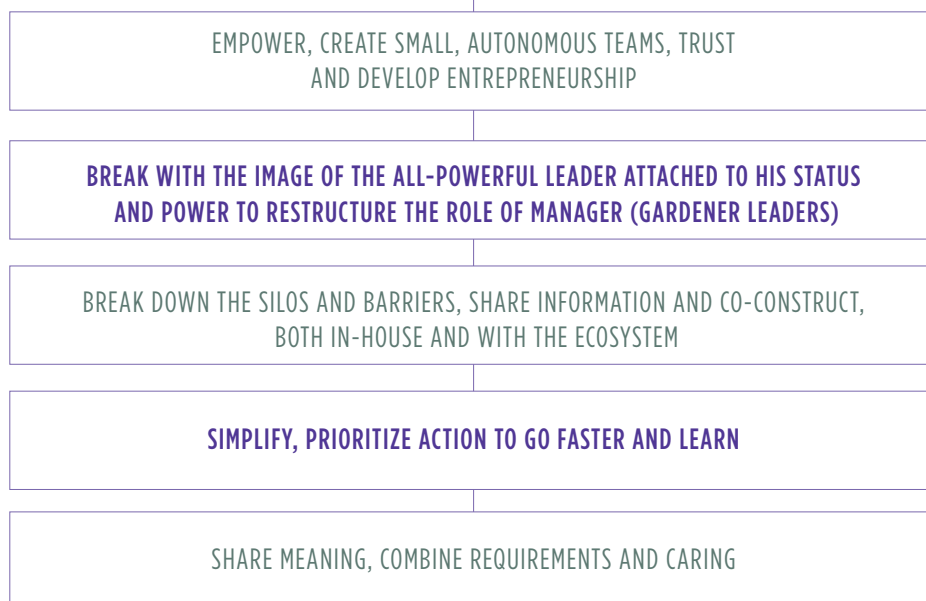 EMPOWER, CREATE SMALL, AUTONOMOUS TEAMS, TRUST
AND DEVELOP ENTREPRENEURSHIP
BREAK WITH THE IMAGE OF THE ALL-POWERFUL LEADER ATTACHED TO HIS STATUS
AND POWER TO RESTRUCTURE THE ROLE OF MANAGER (GARDENER LEADERS)
BREAK DOWN THE SILOS AND BARRIERS, SHARE INFORMATION AND CO-CONSTRUCT,
BOTH IN-HOUSE AND WITH THE ECOSYSTEM
SIMPLIFY, PRIORITIZE ACTION TO GO FASTER AND LEARN
SHARE MEANING, COMBINE REQUIREMENTS AND CARING